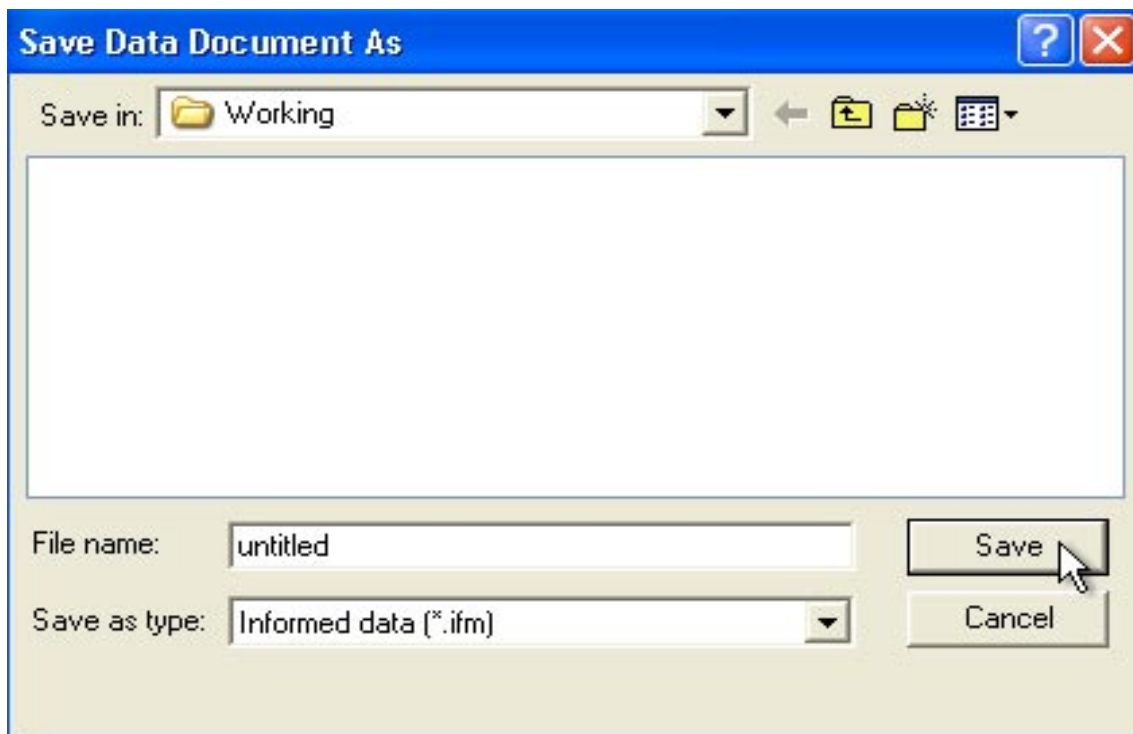 Save Data Document As
Save in: Working
File name: untitled
Save
Save as type: Informed data (*.ifm)
Cancel